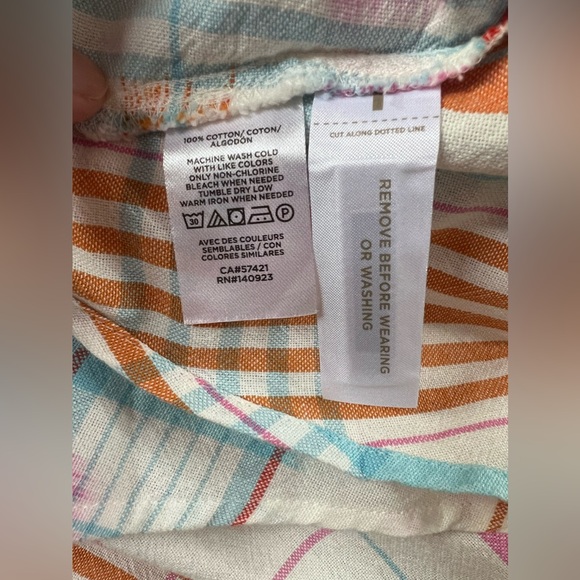 100% COTTON/ COTON/
ALGODÓN
MACHINE WASH COLD
WITH LIKE COLORS
ONLY NON-CHLORINE
BLEACH WHEN NEEDED
TUMBLE DRY LOW
WARM IRON WHEN NEEDED
30 P
AVEC DES COULEURS
SEMBLABLES / CON
COLORES SIMILARES
CA#57421
RN#140923
CUT ALONG DOTTED LINE
REMOVE BEFORE WEARING
OR WASHING